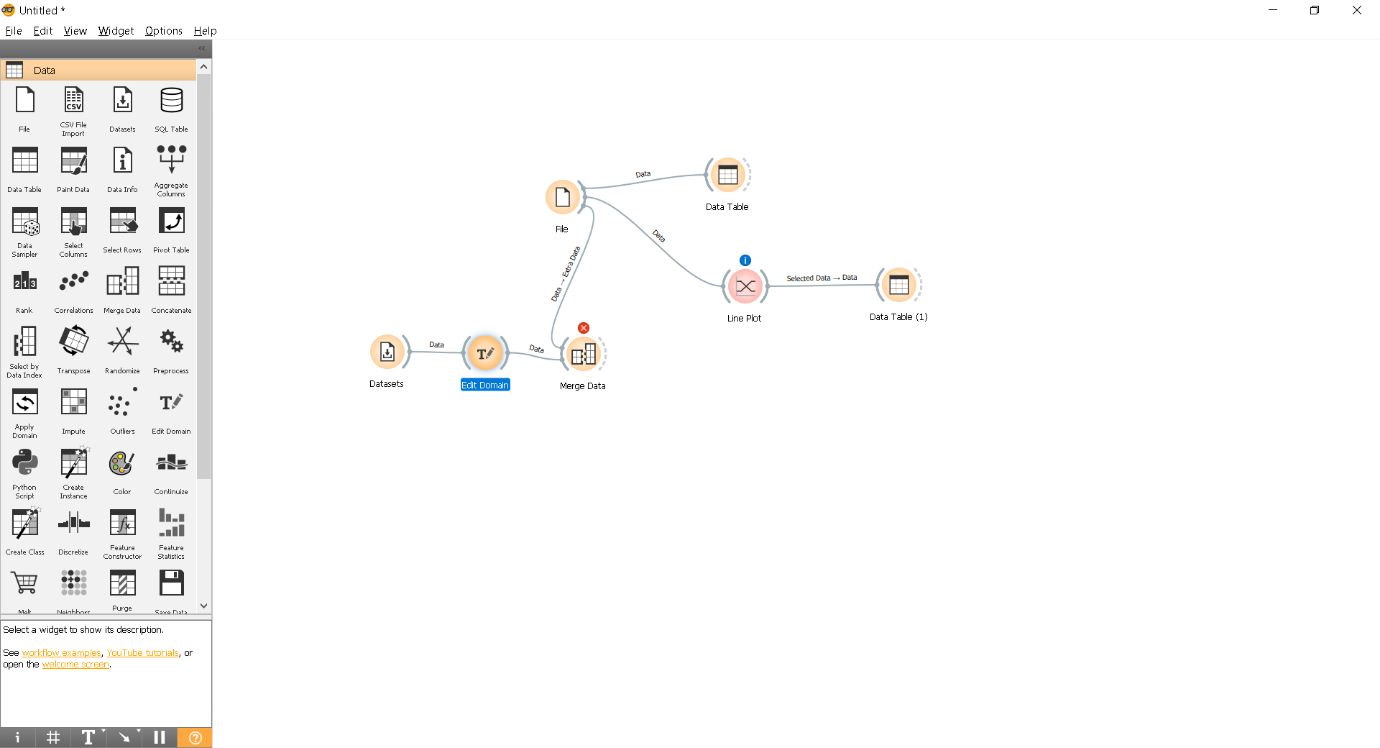 Untitled *
File Edit View Widget Options Help
«
Data
File
CSV File
Import
Datasets
SQL Table
CSV
Data Table
Paint Data
Data Info
Aggregate
Columns
Data
Sampler
Select
Columns
Select Rows
Pivot Table
213
Rank
Correlations
Merge Data
Concatenate
Select by
Data Index
Transpose
Randomize
Preprocess
Apply
Domain
Impute
Outliers
Edit Domain
Python
Script
Create
Instance
Color
Continuize
Create Class
Discretize
Feature
Constructor
Feature
Statistics
Melt
Neighbors
Purge
Save Data
Select a widget to show its description.
See workflow examples, YouTube tutorials, or
open the welcome screen.
Data
Data Table
File
Data
Data → Extra Data
Line Plot
Selected Data → Data
Data Table (1)
Datasets
Data
Edit Domain
Data
Merge Data